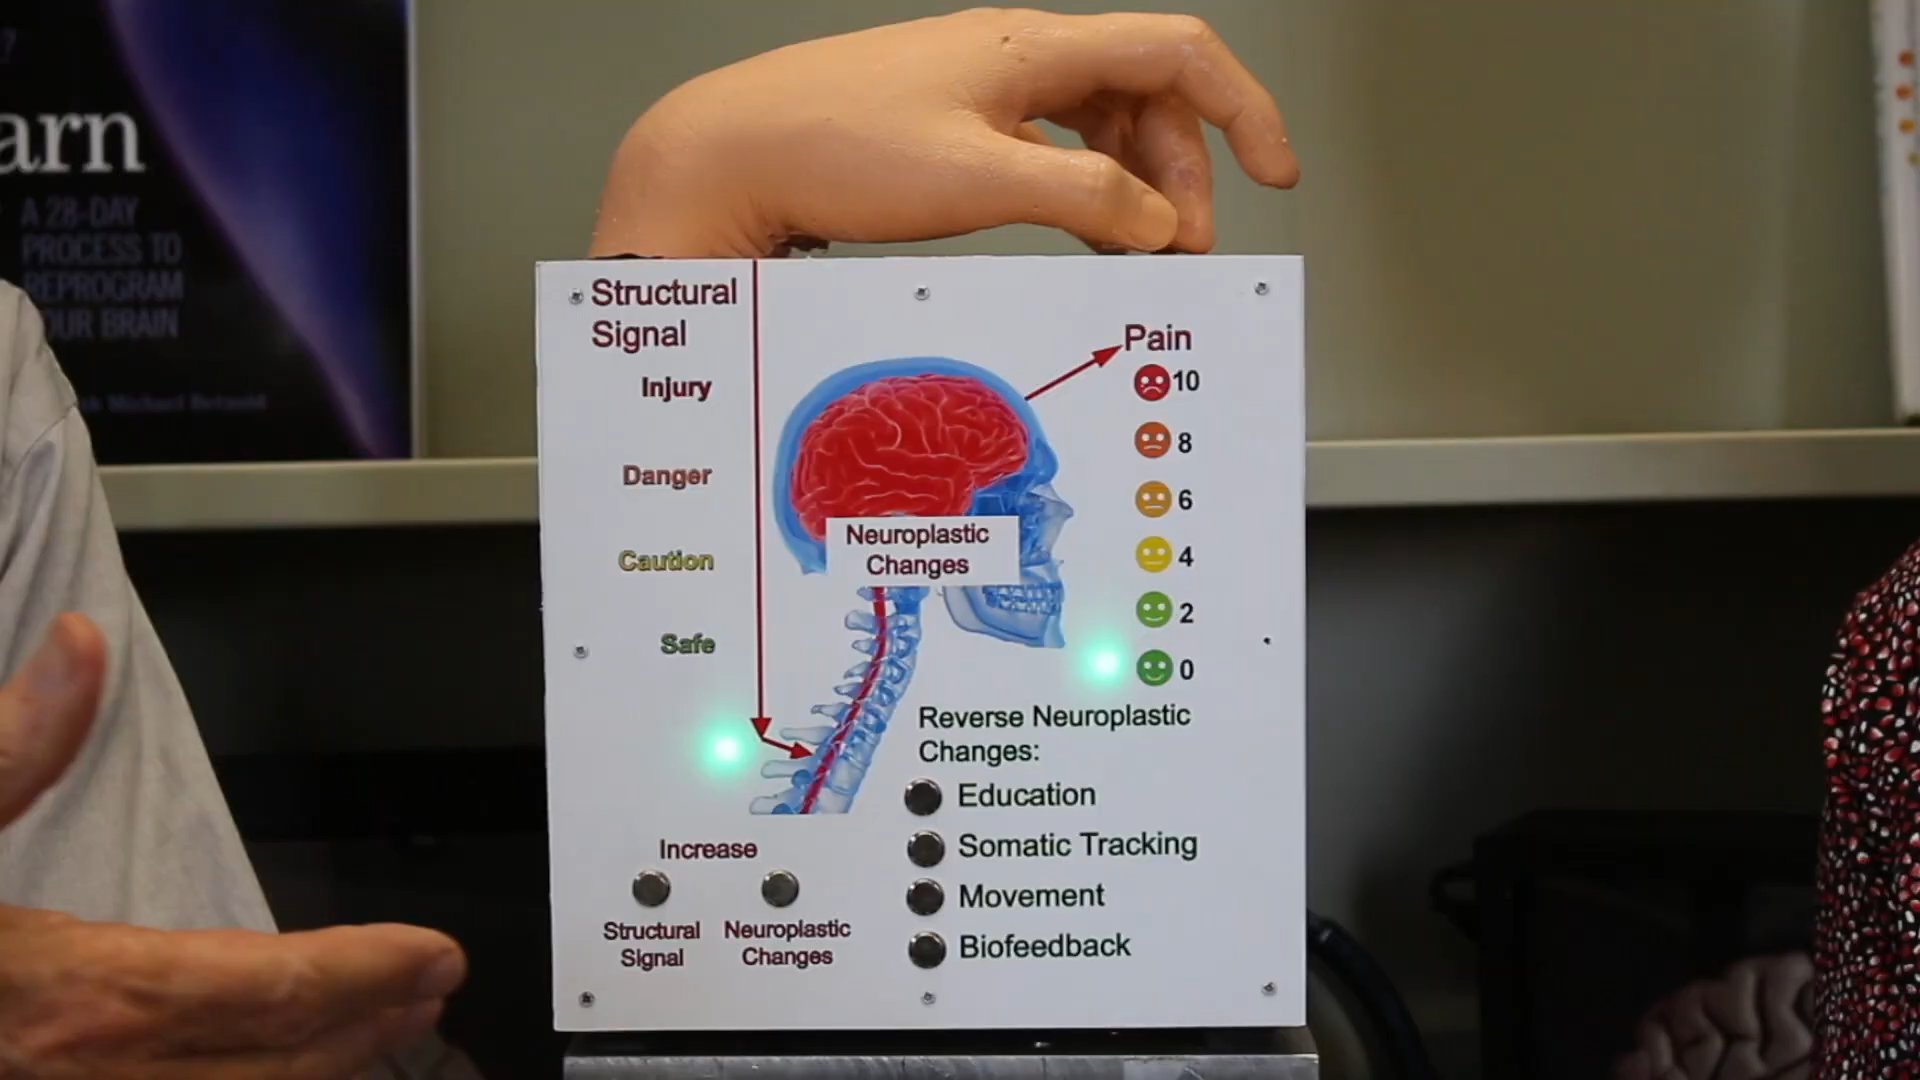 arn
A 28-DAY
PROCESS TO
REPROGRAM
OUR BRAIN
Structural
Signal
Injury
Danger
Caution
Safe
Neuroplastic
Changes
Pain
10
8
6
4
2
0
Reverse Neuroplastic
Changes:
Education
Somatic Tracking
Movement
Biofeedback
Increase
Structural
Signal
Neuroplastic
Changes